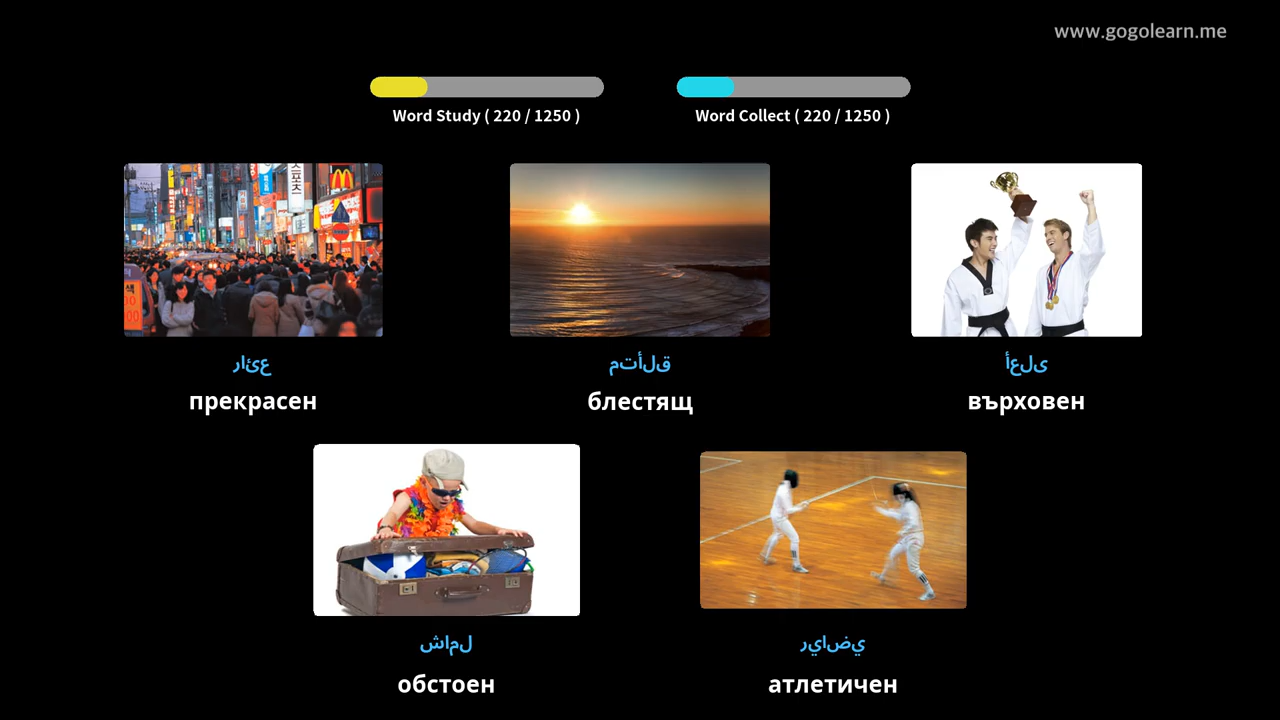 www.gogolearn.me
Word Study ( 220 / 1250 )
Word Collect ( 220 / 1250 )
رائع
متألق
أعلى
прекрасен
блестящ
върховен
شامل
رياضي
обстоен
атлетичен